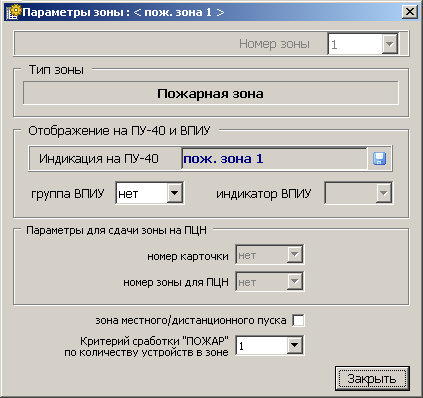 Параметры зоны : < пож. зона 1 >
Номер зоны 1
Тип зоны
Пожарная зона
Отображение на ПУ-40 и ВПИУ
Индикация на ПУ-40 пож. зона 1
группа ВПИУ нет индикатор ВПИУ
Параметры для сдачи зоны на ПЦН
номер карточки нет
номер зоны для ПЦН нет
зона местного/дистанционного пуска
Критерий сработки "ПОЖАР"
по количеству устройств в зоне 1
Закрыть